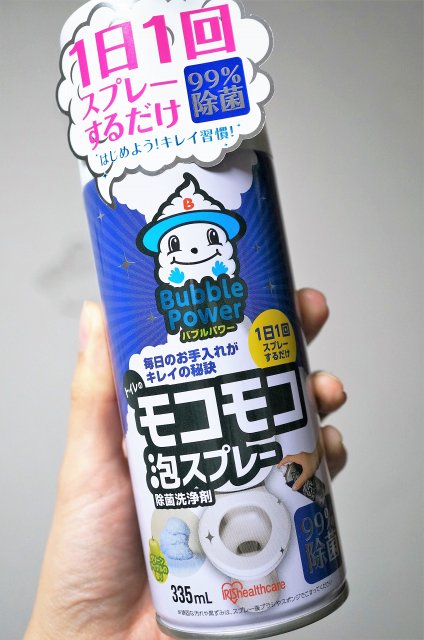 1日1回
スプレー
するだけ
99%
除菌
はじめよう!キレイ習慣!
B
Bubble
Power
バブルパワー
毎日のお手入れが
キレイの秘訣
1日1回
スプレー
するだけ
トイレの
モコモコ
泡スプレー
除菌洗浄剤
99%
除菌
335mL
IRIShealthcare